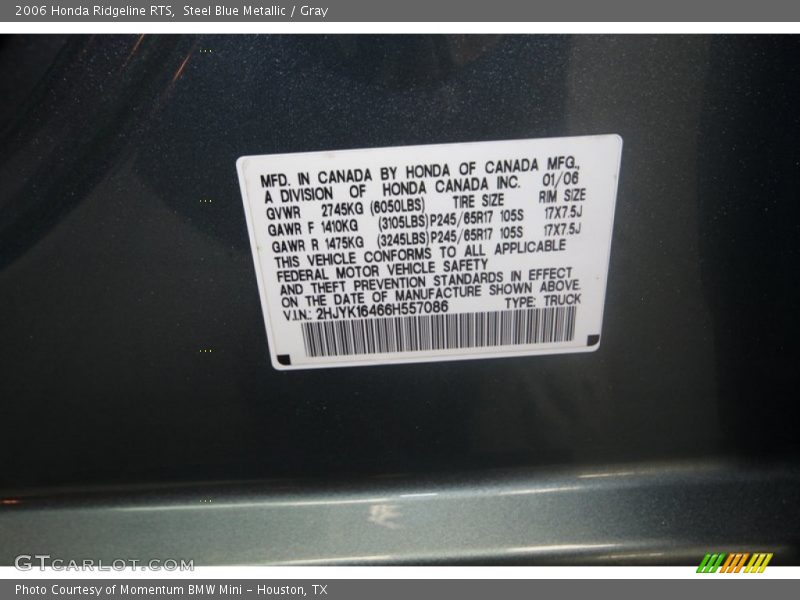 2006 Honda Ridgeline RTS, Steel Blue Metallic / Gray
MFD. IN CANADA BY HONDA OF CANADA MFG.,
A DIVISION OF HONDA CANADA INC. 01/06
GVWR 2745KG (6050LBS) TIRE SIZE RIM SIZE
GAWR F 1410KG (3105LBS) P245/65R17 105S 17X7.5J
GAWR R 1475KG (3245LBS) P245/65R17 105S 17X7.5J
THIS VEHICLE CONFORMS TO ALL APPLICABLE
FEDERAL MOTOR VEHICLE SAFETY
AND THEFT PREVENTION STANDARDS IN EFFECT
ON THE DATE OF MANUFACTURE SHOWN ABOVE.
V.I.N.: 2HJYK16466H557086 TYPE: TRUCK
GTCARLOT.COM
Photo Courtesy of Momentum BMW Mini - Houston, TX